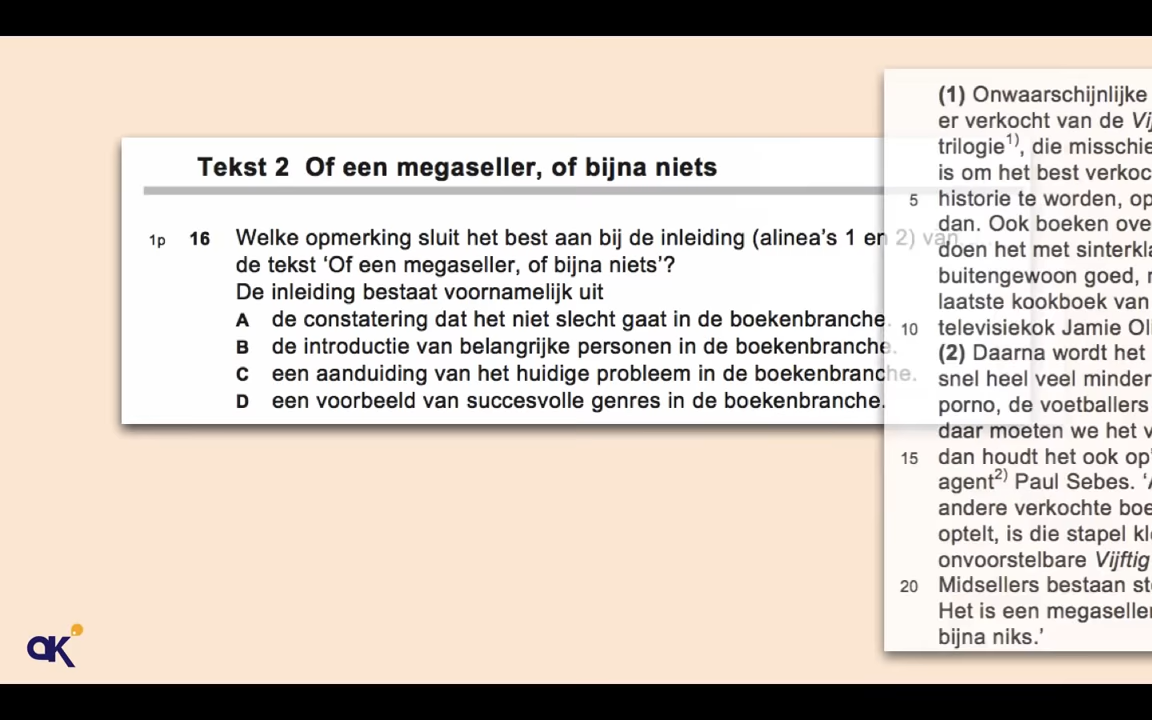 Tekst 2 Of een megaseller, of bijna niets
1p 16 Welke opmerking sluit het best aan bij de inleiding (alinea's 1 en 2) van
de tekst 'Of een megaseller, of bijna niets'?
De inleiding bestaat voornamelijk uit
A de constatering dat het niet slecht gaat in de boekenbranche.
B de introductie van belangrijke personen in de boekenbranche.
C een aanduiding van het huidige probleem in de boekenbranche.
D een voorbeeld van succesvolle genres in de boekenbranche.
(1) Onwaarschijnlijke
er verkocht van de Vij
trilogie1), die misschie
is om het best verkoc
5 historie te worden, op
dan. Ook boeken ove
doen het met sinterkla
buitengewoon goed,
laatste kookboek van
10 televisiekok Jamie Oli
(2) Daarna wordt het
snel heel veel minder
porno, de voetballers
daar moeten we het v
15 dan houdt het ook op'
agent2) Paul Sebes. 'A
andere verkochte boe
optelt, is die stapel kl
onvoorstelbare Vijftig
20 Midsellers bestaan st
Het is een megaseller
bijna niks.'
aK